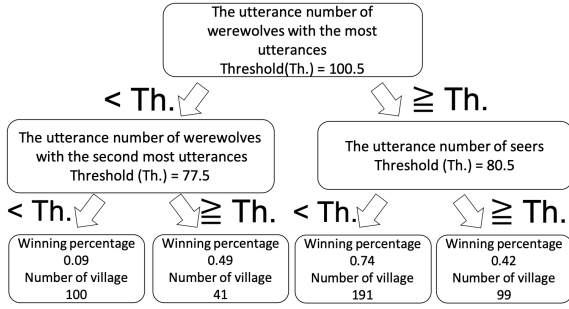 The utterance number of
werewolves with the most
utterances
Threshold(Th.) = 100.5
< Th.
≧ Th.
The utterance number of werewolves
with the second most utterances
Threshold (Th.) = 77.5
The utterance number of seers
Threshold (Th.) = 80.5
< Th.
≧ Th.
< Th.
≧ Th.
Winning percentage
0.09
Number of village
100
Winning percentage
0.49
Number of village
41
Winning percentage
0.74
Number of village
191
Winning percentage
0.42
Number of village
99